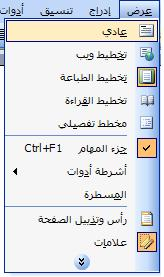 عرض إدراج تنسيق أدوات
عادي
تخطيط ويب
تخطيط الطباعة
تخطيط القراءة
مخطط تفصيلي
جزء المهام Ctrl+F1
أشرطة أدوات
المسطرة
رأس وتذييل الصفحة
علامات